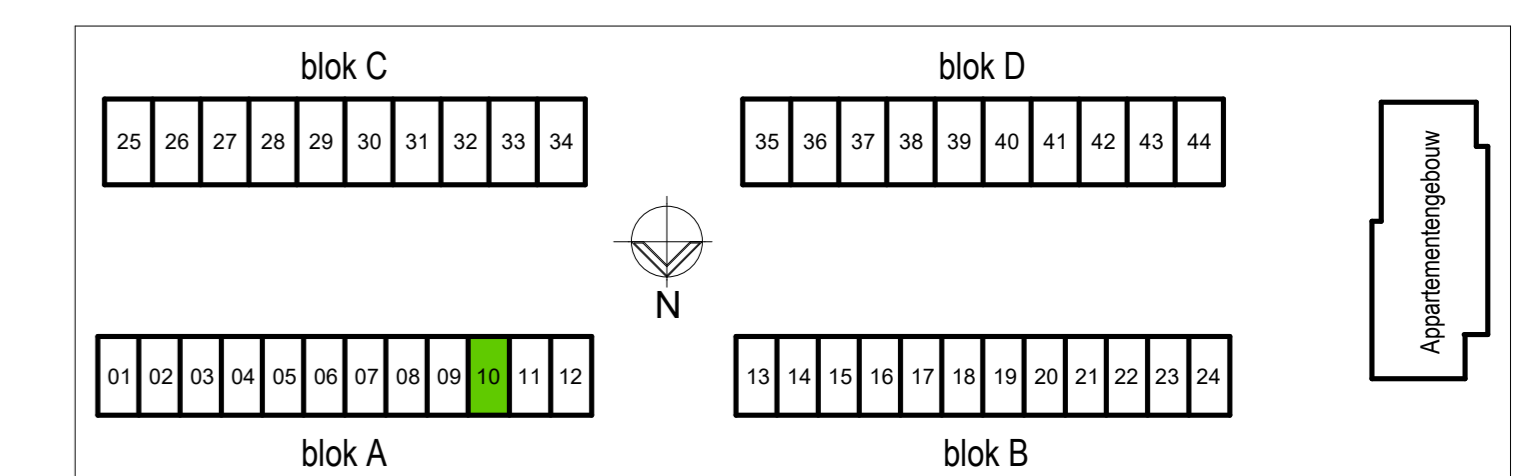 blok C
blok D
25 26 27 28 29 30 31 32 33 34
35 36 37 38 39 40 41 42 43 44
Appartementengebouw
N
01 02 03 04 05 06 07 08 09 10 11 12
13 14 15 16 17 18 19 20 21 22 23 24
blok A
blok B